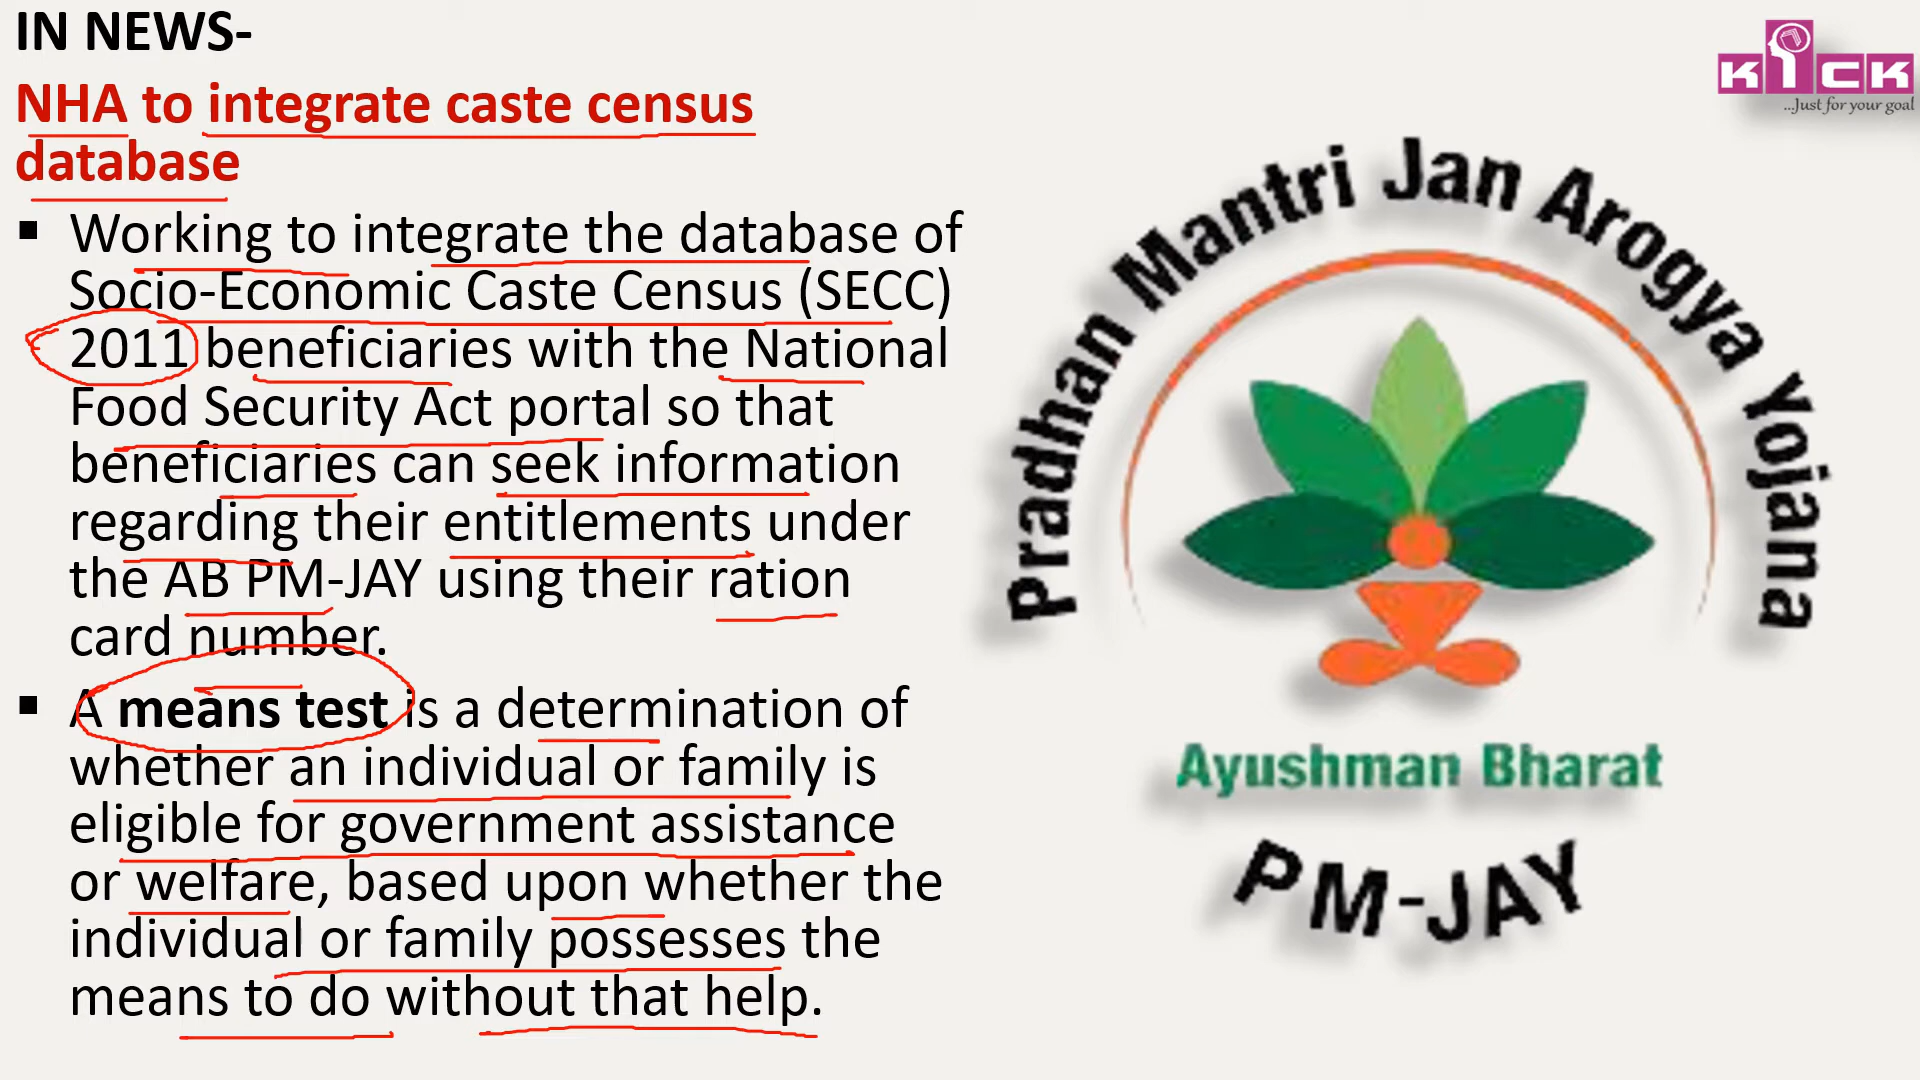 IN NEWS-
NHA to integrate caste census
database
▪ Working to integrate the database of
Socio-Economic Caste Census (SECC)
2011 beneficiaries with the National
Food Security Act portal so that
beneficiaries can seek information
regarding their entitlements under
the AB PM-JAY using their ration
card number.
▪ A means test is a determination of
whether an individual or family is
eligible for government assistance
or welfare, based upon whether the
individual or family possesses the
means to do without that help.
KICK
...Just for your goal
Pradhan Mantri Jan Arogya Yojana
Ayushman Bharat
PM-JAY